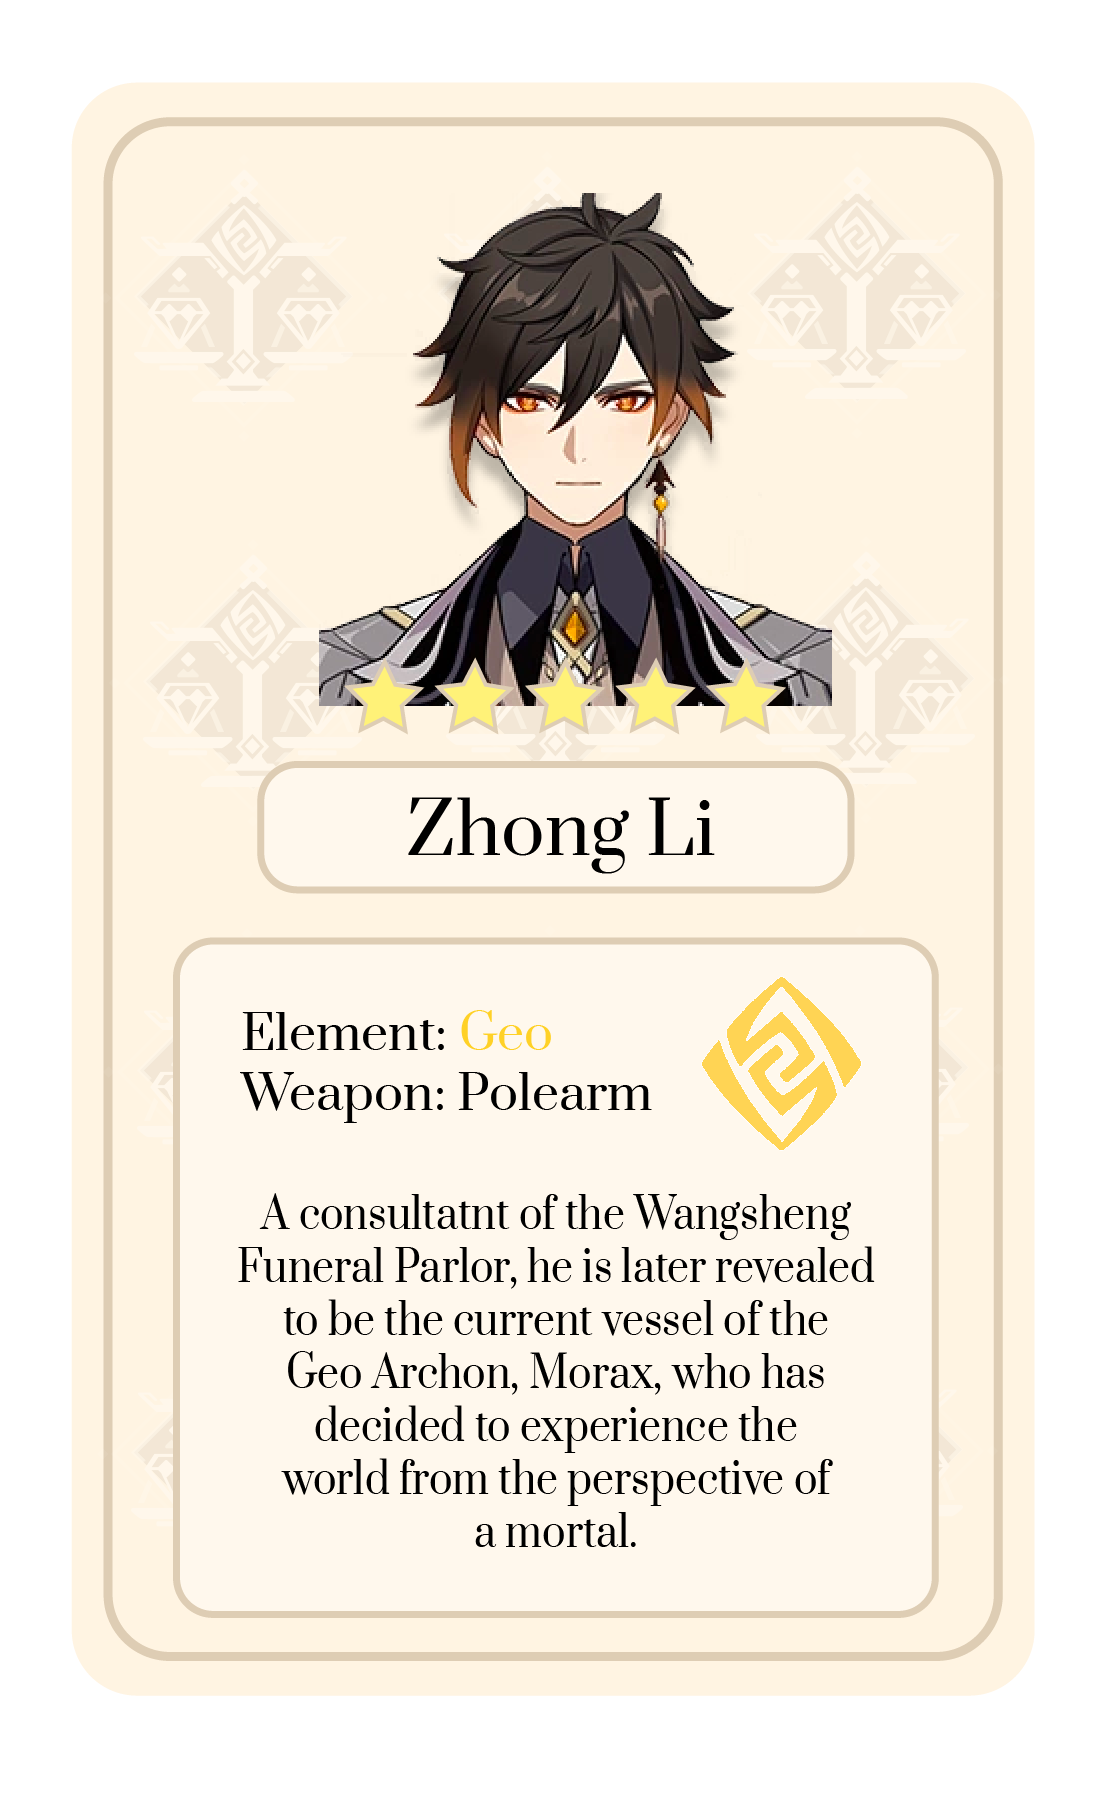 Zhong Li
Element: Geo
Weapon: Polearm
A consultatnt of the Wangsheng
Funeral Parlor, he is later revealed
to be the current vessel of the
Geo Archon, Morax, who has
decided to experience the
world from the perspective of
a mortal.